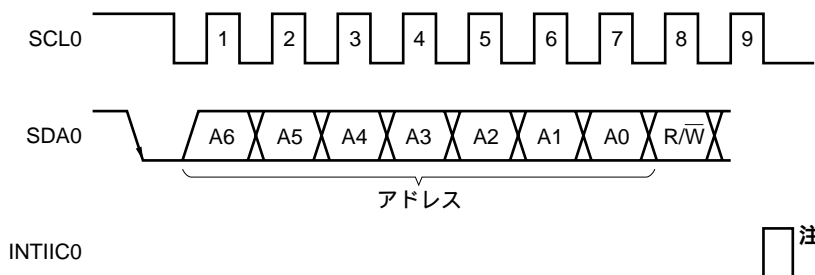 SCL0 1 2 3 4 5 6 7 8 9
SDA0 A6 A5 A4 A3 A2 A1 A0 R/W̅
アドレス
注
INTIIC0